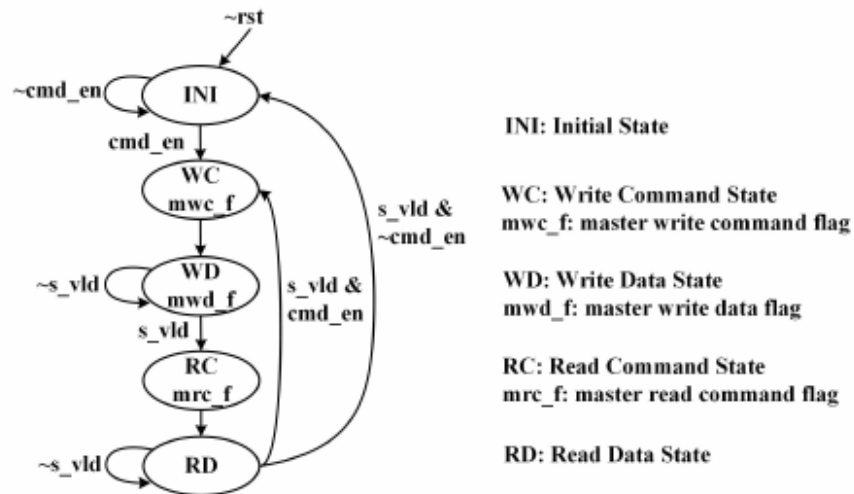 ~rst
~cmd_en
INI
cmd_en
WC
mwc_f
s_vld &
~cmd_en
~s_vld
WD
mwd_f
s_vld &
cmd_en
s_vld
RC
mrc_f
~s_vld
RD
INI: Initial State
WC: Write Command State
mwc_f: master write command flag
WD: Write Data State
mwd_f: master write data flag
RC: Read Command State
mrc_f: master read command flag
RD: Read Data State